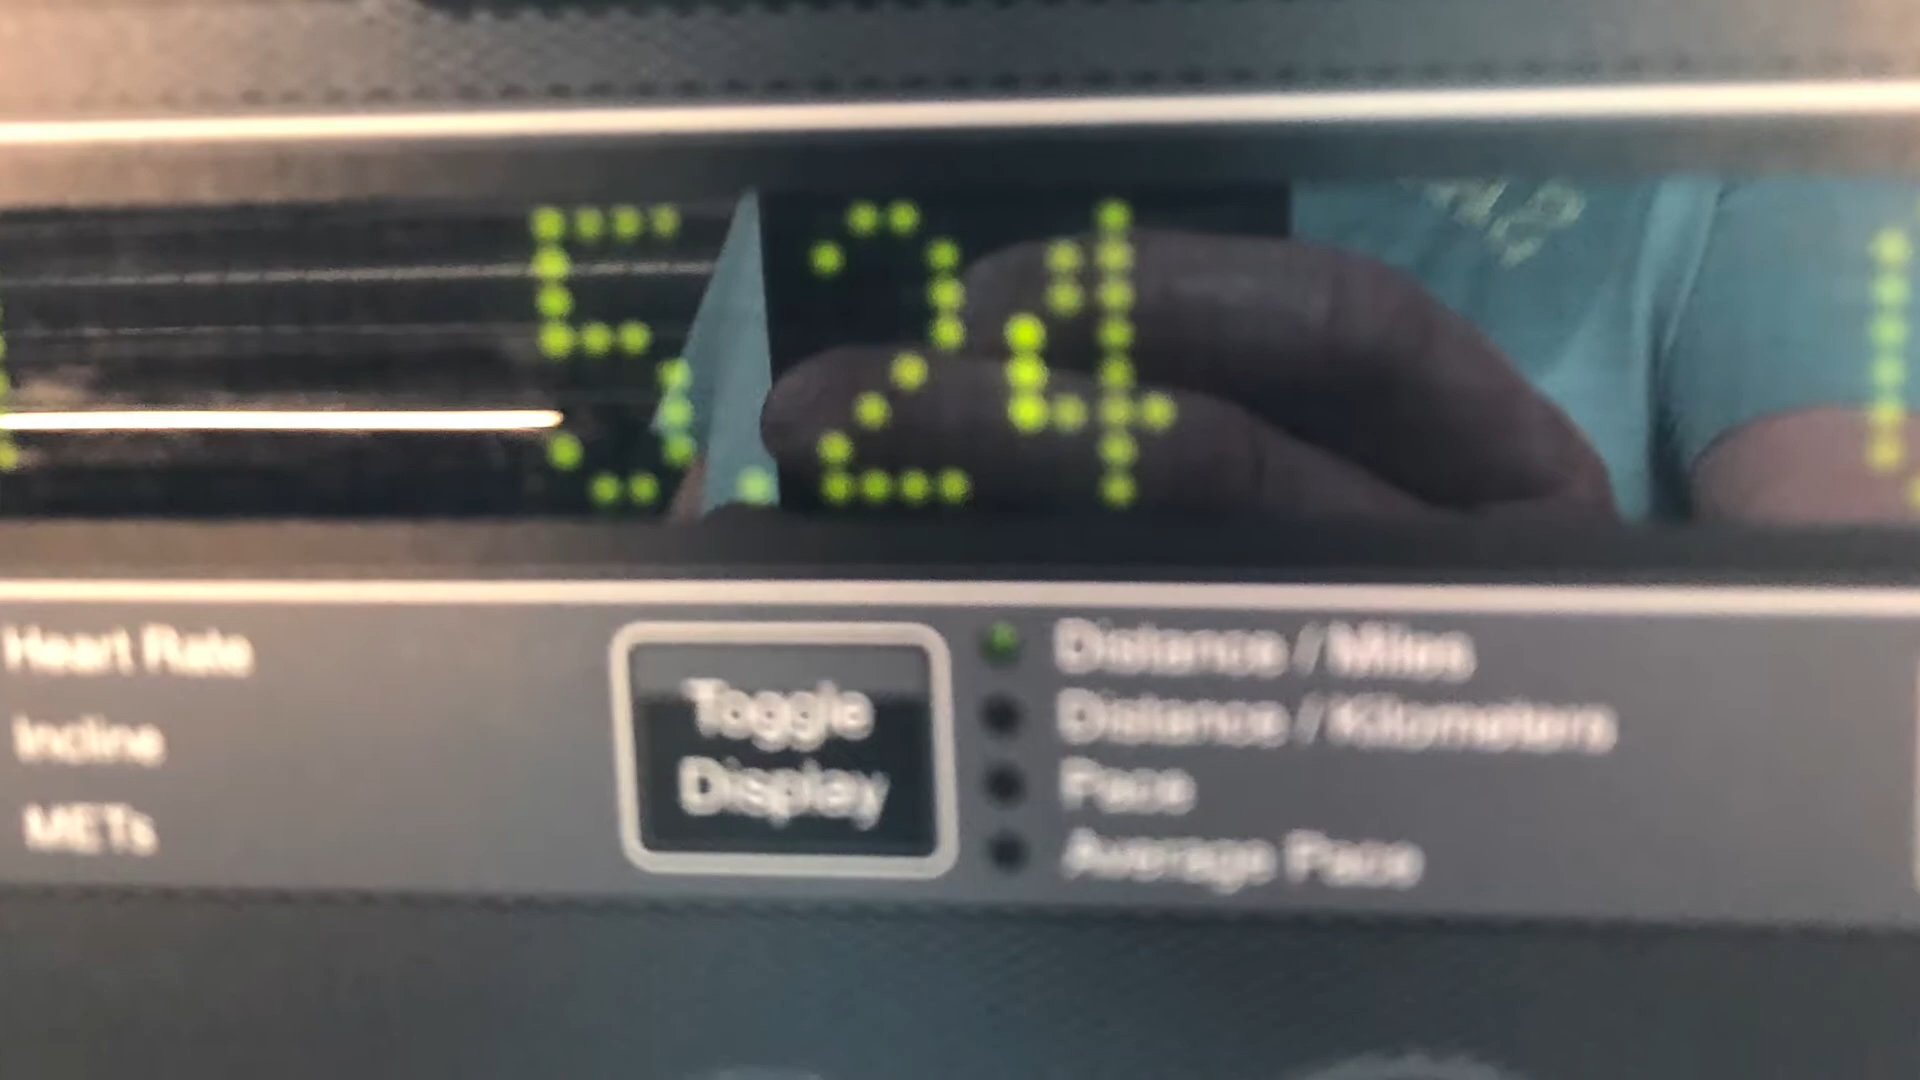 5.24
Heart Rate
Incline
METs
Toggle
Display
Distance / Miles
Distance / Kilometers
Pace
Average Pace